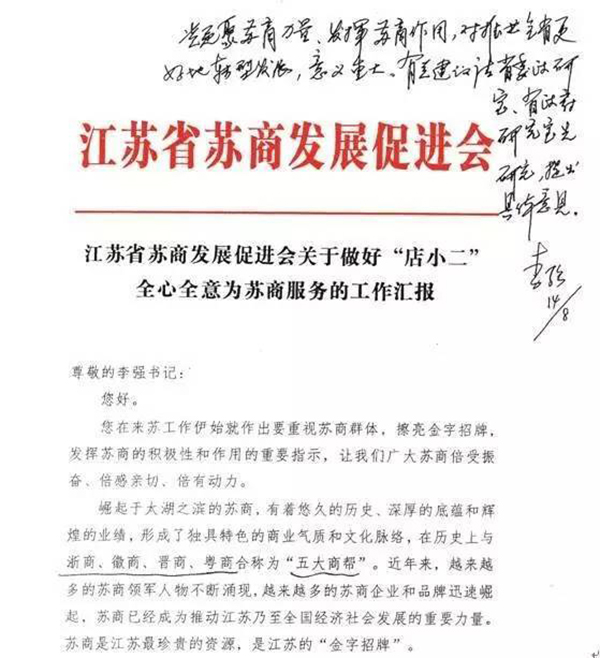 凝聚苏商力量、发挥苏商作用，对推进全省更
好地转型发展，意义重大。有关建议请省委政研
室、省政府
研究室先
研究，提出
具体意见。
李强
14/8
江苏省苏商发展促进会
江苏省苏商发展促进会关于做好“店小二”
全心全意为苏商服务的工作汇报
尊敬的李强书记：
您好。
您在来苏工作伊始就作出要重视苏商群体，擦亮金字招牌，
发挥苏商的积极性和作用的重要指示，让我们广大苏商倍受振
奋、倍感亲切、倍有动力。
崛起于太湖之滨的苏商，有着悠久的历史、深厚的底蕴和辉
煌的业绩，形成了独具特色的商业气质和文化脉络，在历史上与
浙商、徽商、晋商、粤商合称为“五大商帮”。近年来，越来越
多的苏商领军人物不断涌现，越来越多的苏商企业和品牌迅速崛
起，苏商已经成为推动江苏乃至全国经济社会发展的重要力量。
苏商是江苏最珍贵的资源，是江苏的“金字招牌”。